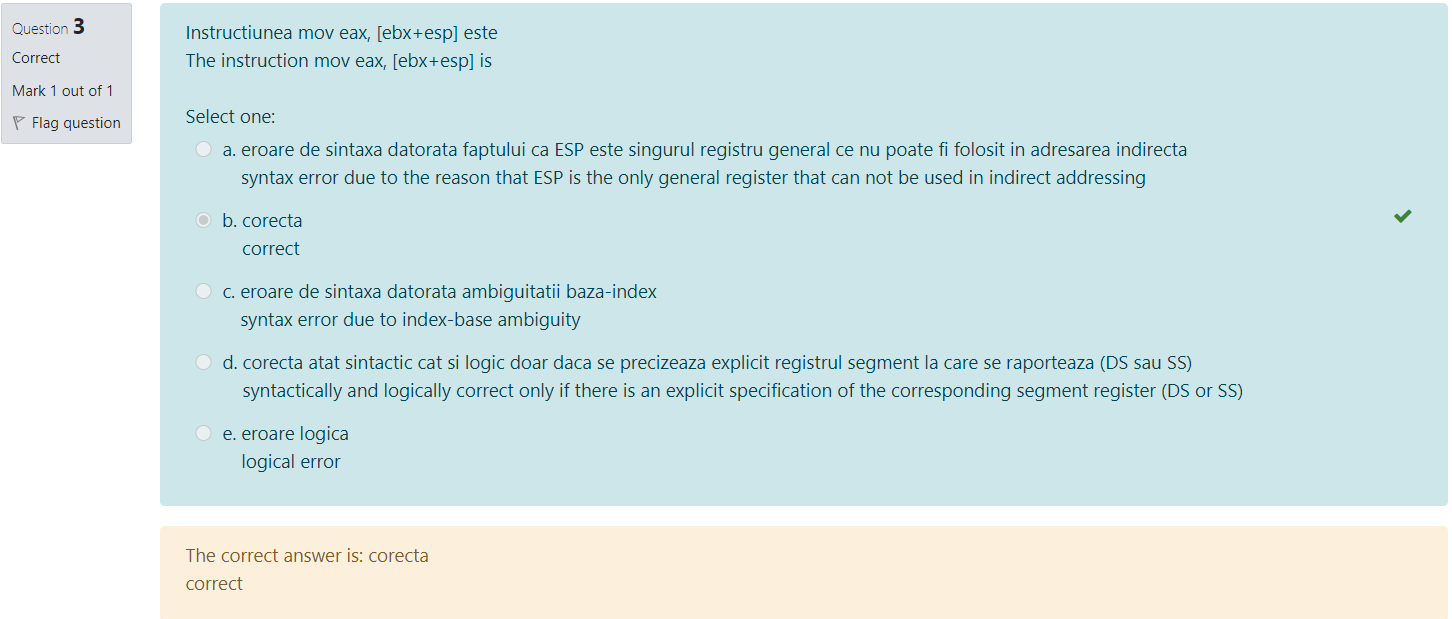 Question 3
Correct
Mark 1 out of 1
Flag question
Instructiunea mov eax, [ebx+esp] este
The instruction mov eax, [ebx+esp] is
Select one:
a. eroare de sintaxa datorata faptului ca ESP este singurul registru general ce nu poate fi folosit in adresarea indirecta
syntax error due to the reason that ESP is the only general register that can not be used in indirect addressing
b. corecta
correct
c. eroare de sintaxa datorata ambiguitatii baza-index
syntax error due to index-base ambiguity
d. corecta atat sintactic cat si logic doar daca se precizeaza explicit registrul segment la care se raporteaza (DS sau SS)
syntactically and logically correct only if there is an explicit specification of the corresponding segment register (DS or SS)
e. eroare logica
logical error
The correct answer is: corecta
correct